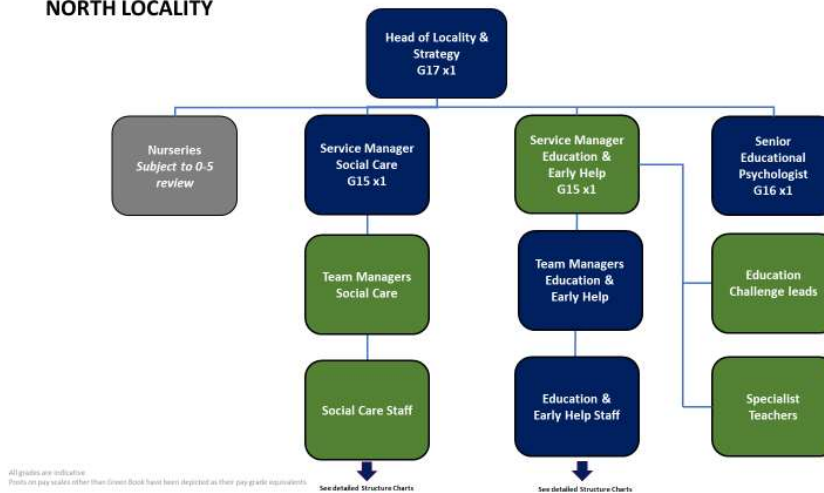 NORTH LOCALITY
Head of Locality &
Strategy
G17 x1
Nurseries
Subject to 0-5
review
Service Manager
Social Care
G15 x1
Service Manager
Education &
Early Help
G15 x1
Senior
Educational
Psychologist
G16 x1
Team Managers
Social Care
Team Managers
Education &
Early Help
Education
Challenge leads
Social Care Staff
Education &
Early Help Staff
Specialist
Teachers
All grades are indicative
Posts on pay scales other than Green Book have been depicted as their pay grade equivalents
See detailed Structure Charts
See detailed Structure Charts